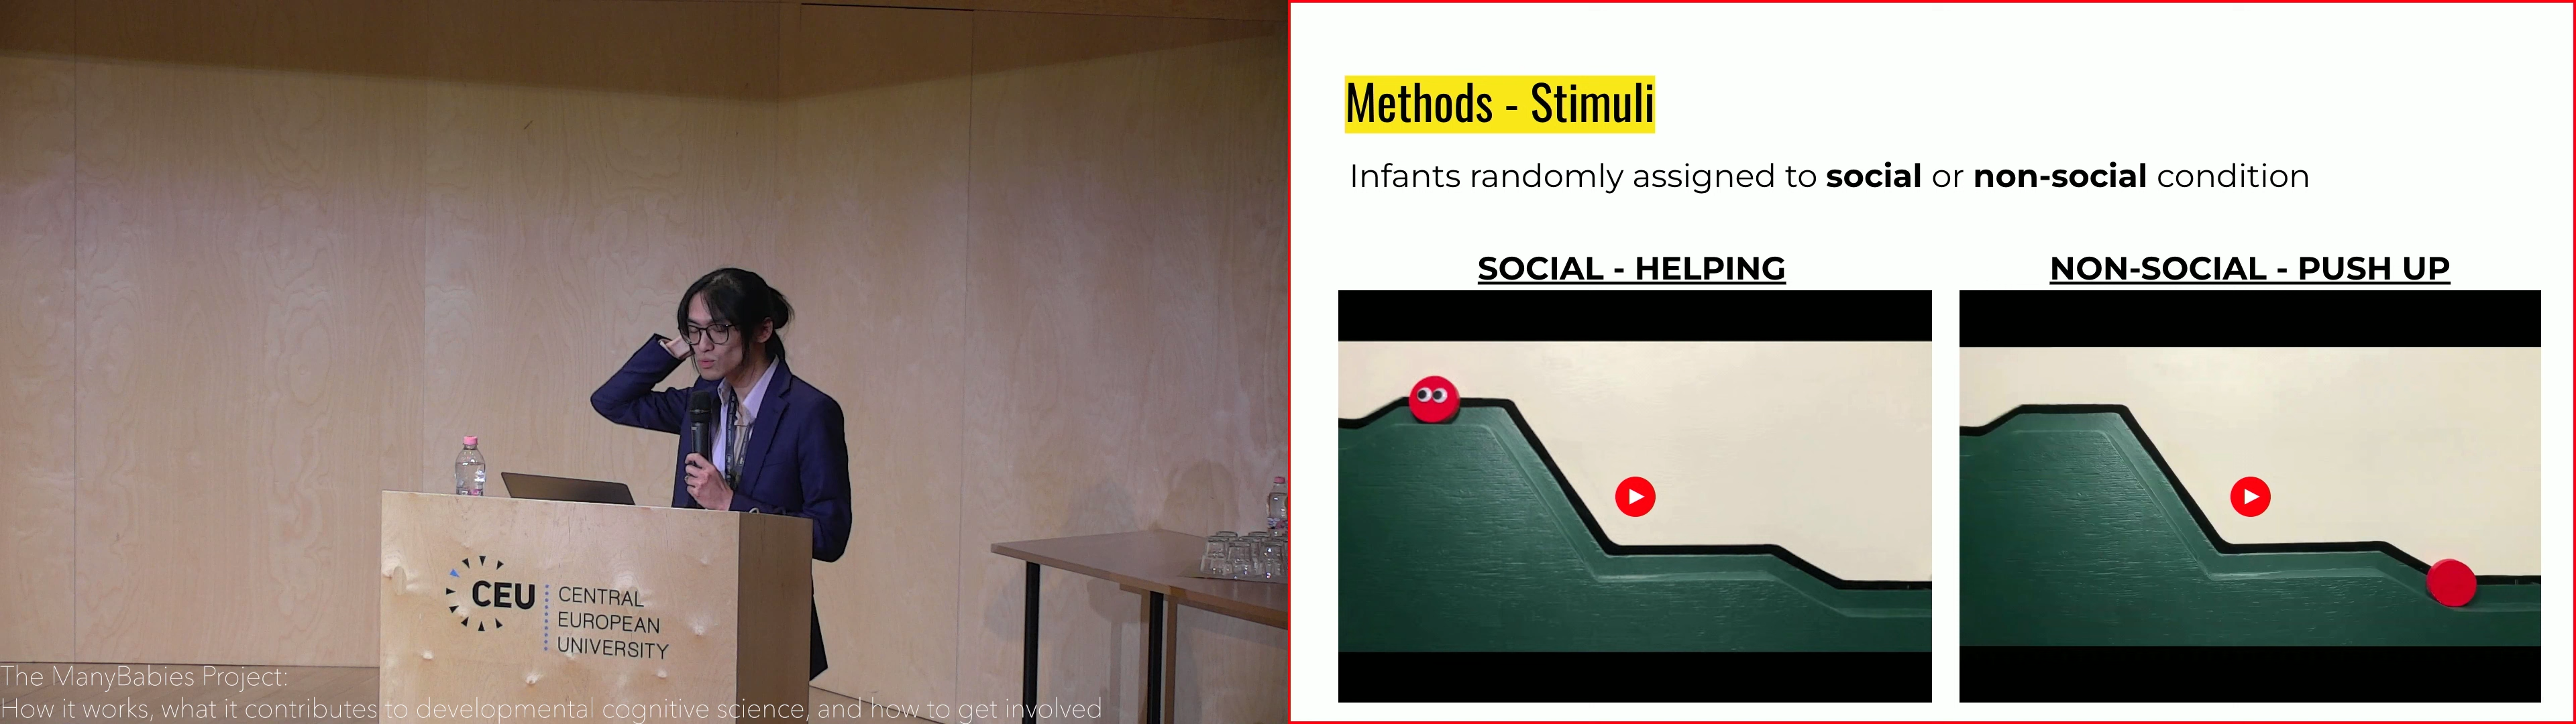 CEU
CENTRAL
EUROPEAN
UNIVERSITY
The ManyBabies Project:
How it works, what it contributes to developmental cognitive science, and how to get involved
Methods - Stimuli
Infants randomly assigned to social or non-social condition
SOCIAL - HELPING
NON-SOCIAL - PUSH UP